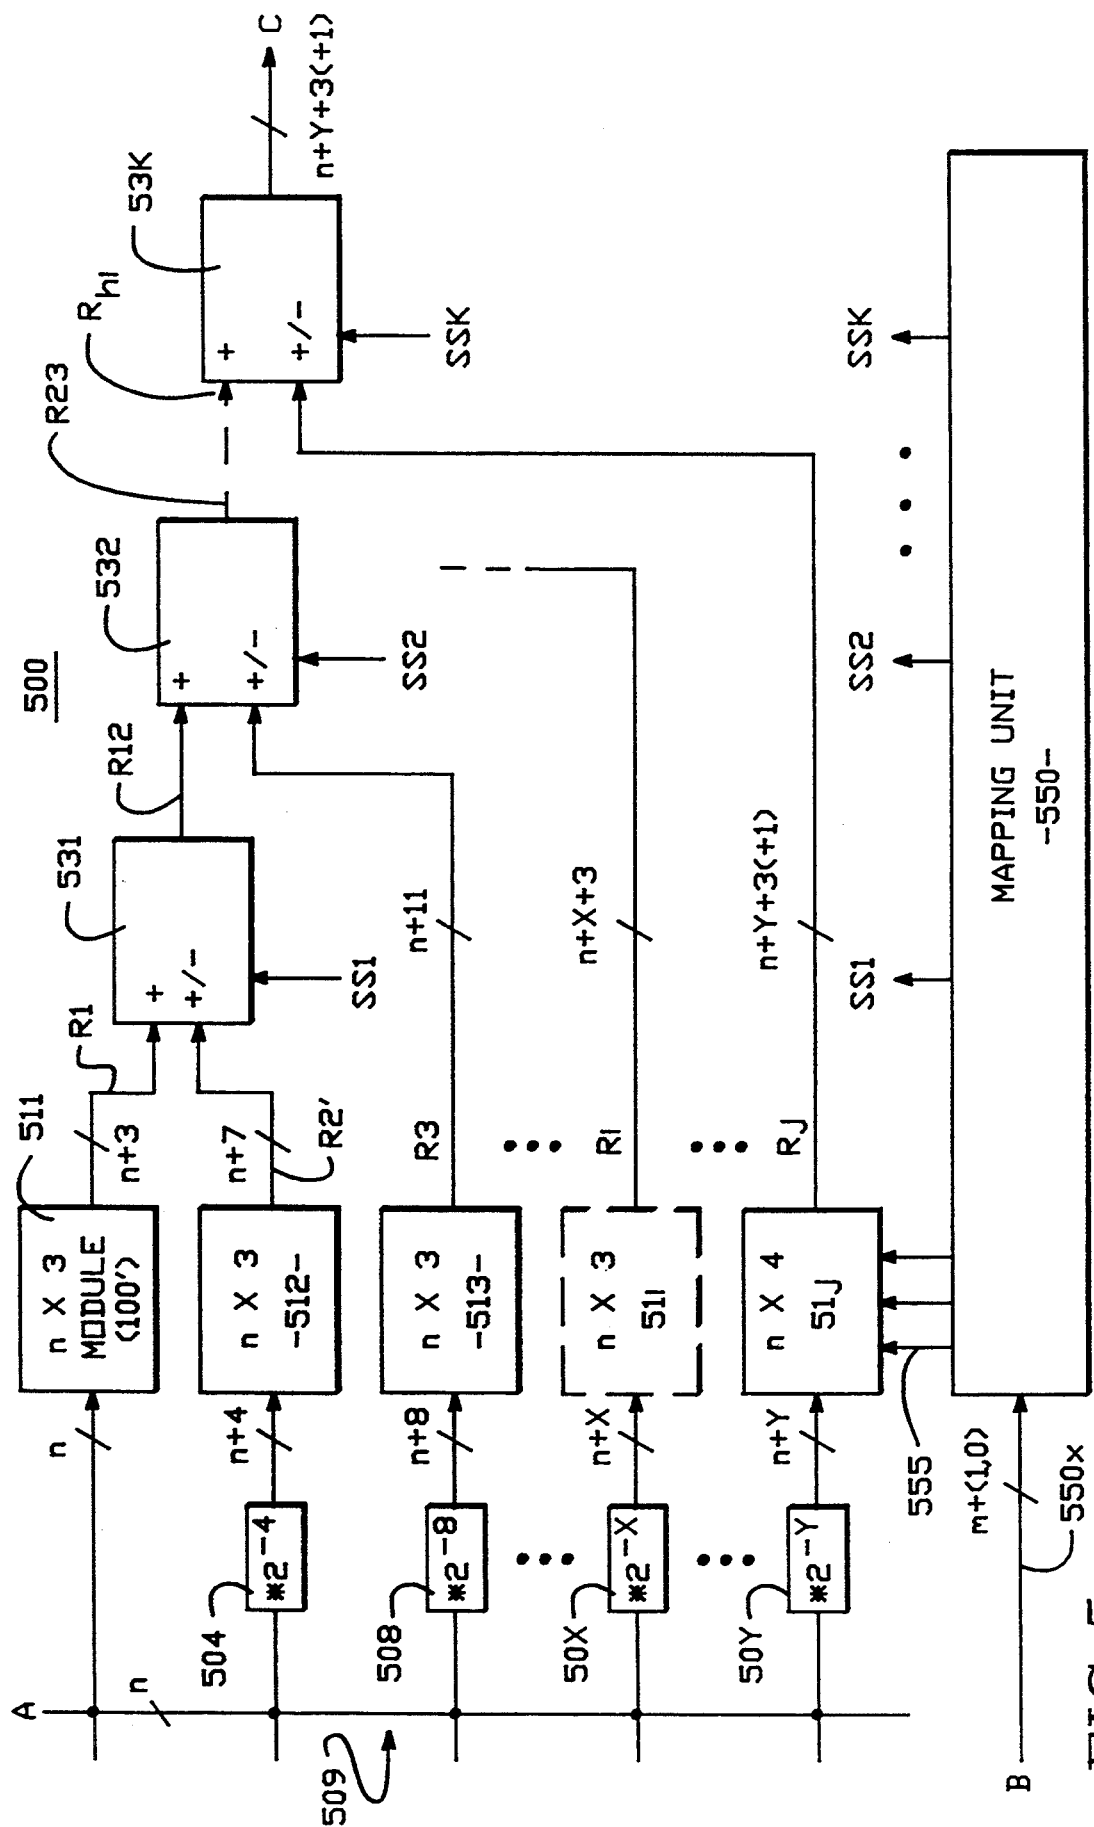 500
A
n
509
n
511
n X 3
MODULE
(100')
n+3
R1
504
*2-4
n+4
n X 3
-512-
n+7
R2'
531
+
+/-
SS1
R12
532
+
+/-
SS2
R23
Rhi
53K
+
+/-
SSK
C
n+Y+3(+1)
508
*2-8
n+8
n X 3
-513-
R3
n+11
50X
*2-X
n+X
n X 3
51i
Ri
n+X+3
50Y
*2-Y
n+Y
n X 4
51J
RJ
n+Y+3(+1)
555
SS1
SS2
SSK
B
m+(1,0)
550x
MAPPING UNIT
-550-